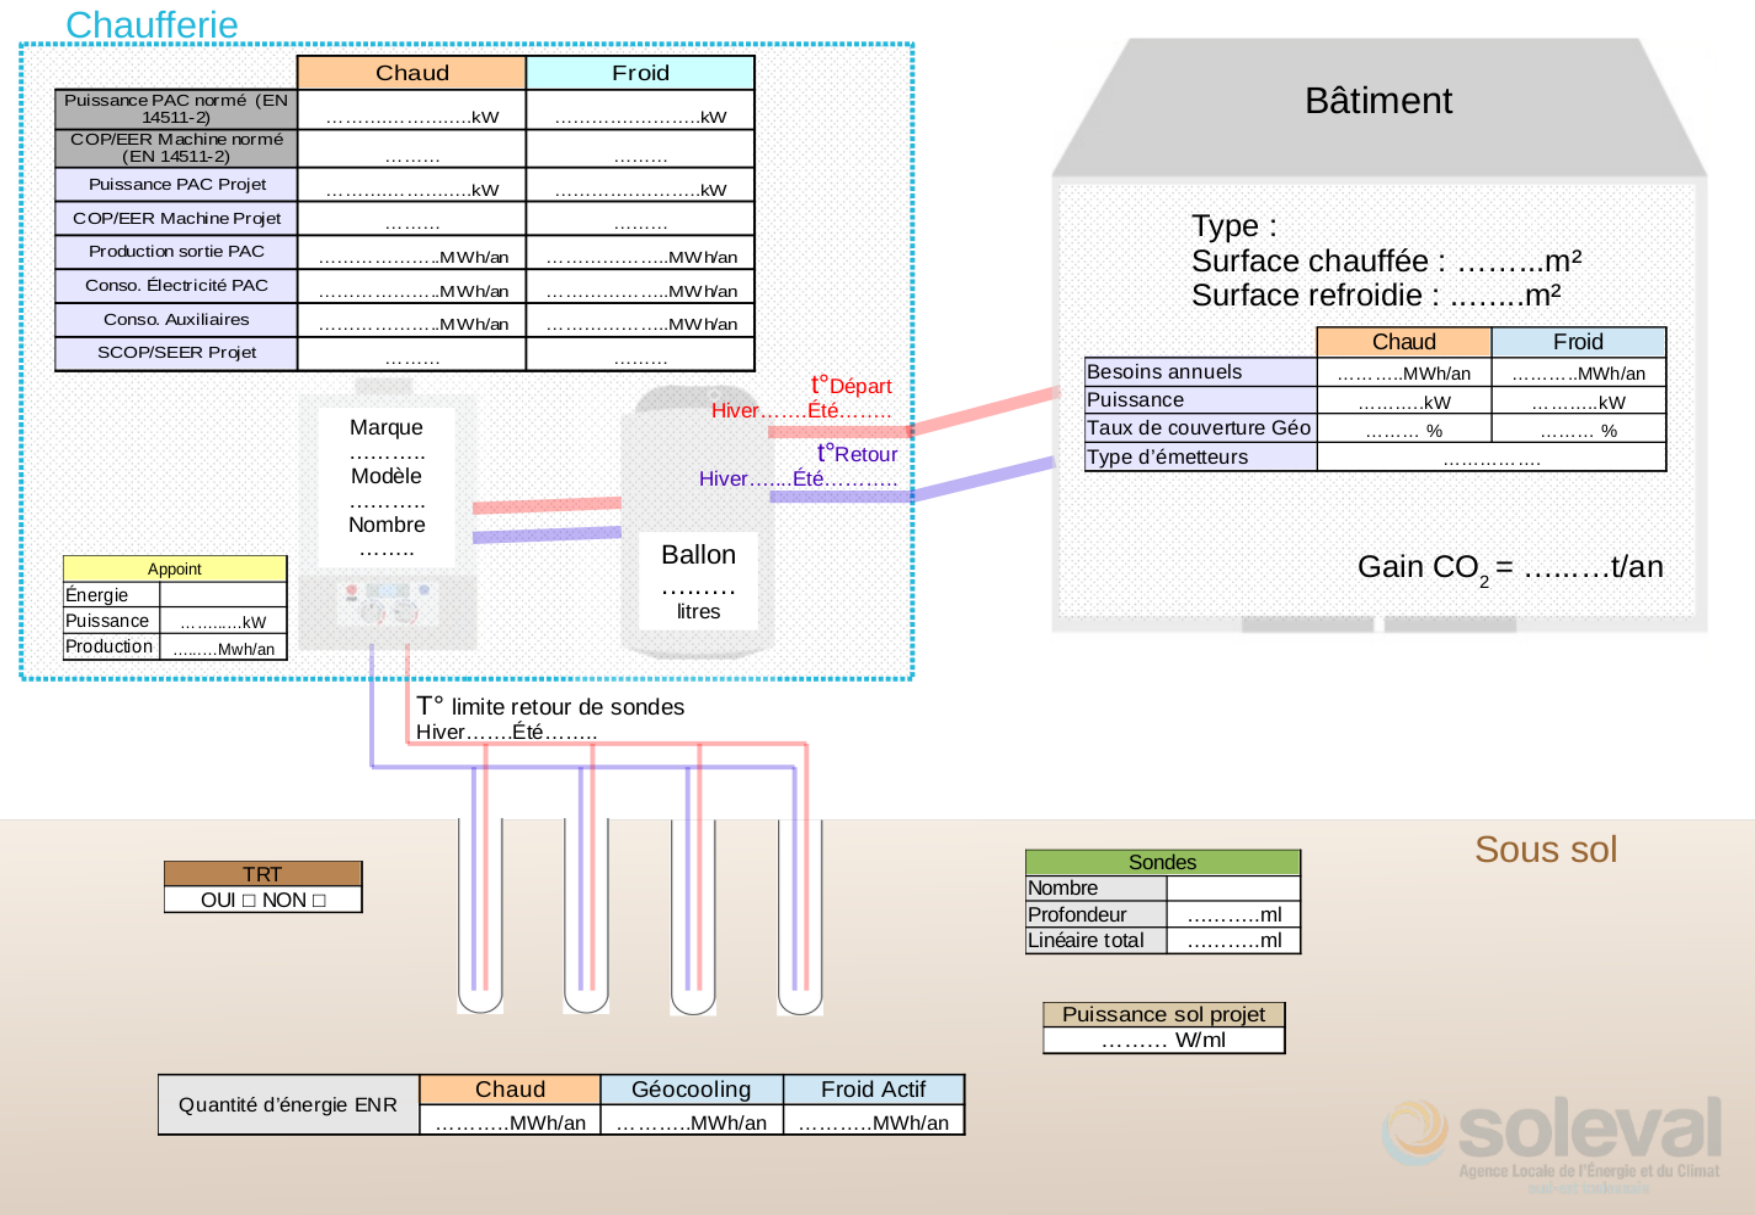 Chaufferie
Chaud Froid
Puissance PAC normé (EN 14511-2) ………………….…..kW ………………………..kW
COP/EER Machine normé (EN 14511-2) ……… ………
Puissance PAC Projet ………………….…..kW ………………………..kW
COP/EER Machine Projet ……… ………
Production sortie PAC ………………..MWh/an ………………..MWh/an
Conso. Électricité PAC ………………..MWh/an ………………..MWh/an
Conso. Auxiliaires ………………..MWh/an ………………..MWh/an
SCOP/SEER Projet ……… ………
Marque
………..
Modèle
………..
Nombre
……..
Appoint
Énergie
Puissance ……...…kW
Production …..…Mwh/an
Ballon
……….
litres
t°Départ
Hiver…….Été……..
t°Retour
Hiver…....Été………..
Bâtiment
Type :
Surface chauffée : ……...m²
Surface refroidie : ..…...m²
Chaud Froid
Besoins annuels ………..MWh/an ………..MWh/an
Puissance ………..kW ………..kW
Taux de couverture Géo ……… % ……… %
Type d’émetteurs …………….
Gain CO2 = …...…t/an
T° limite retour de sondes
Hiver…….Été……..
Sous sol
TRT
OUI □ NON □
Sondes
Nombre
Profondeur ………..ml
Linéaire total ………..ml
Puissance sol projet
……… W/ml
Quantité d’énergie ENR
Chaud Géocooling Froid Actif
………..MWh/an ………..MWh/an ………..MWh/an
soleval
Agence Locale de l’Énergie et du Climat